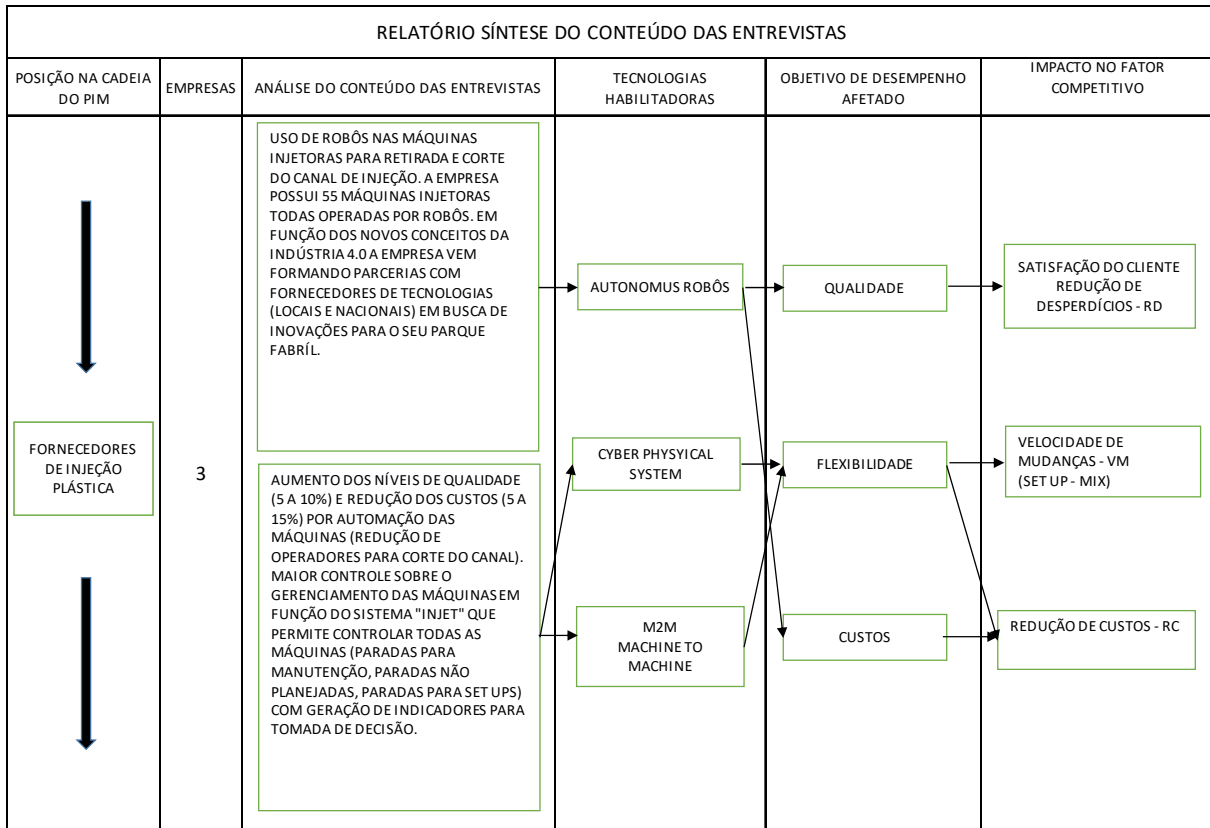 RELATÓRIO SÍNTESE DO CONTEÚDO DAS ENTREVISTAS
POSIÇÃO NA CADEIA
DO PIM
EMPRESAS
ANÁLISE DO CONTEÚDO DAS ENTREVISTAS
TECNOLOGIAS
HABILITADORAS
OBJETIVO DE DESEMPENHO
AFETADO
IMPACTO NO FATOR
COMPETITIVO
FORNECEDORES
DE INJEÇÃO
PLÁSTICA
3
USO DE ROBÔS NAS MÁQUINAS
INJETORAS PARA RETIRADA E CORTE
DO CANAL DE INJEÇÃO. A EMPRESA
POSSUI 55 MÁQUINAS INJETORAS
TODAS OPERADAS POR ROBÔS. EM
FUNÇÃO DOS NOVOS CONCEITOS DA
INDÚSTRIA 4.0 A EMPRESA VEM
FORMANDO PARCERIAS COM
FORNECEDORES DE TECNOLOGIAS
(LOCAIS E NACIONAIS) EM BUSCA DE
INOVAÇÕES PARA O SEU PARQUE
FABRÍL.
AUMENTO DOS NÍVEIS DE QUALIDADE
(5 A 10%) E REDUÇÃO DOS CUSTOS (5 A
15%) POR AUTOMAÇÃO DAS
MÁQUINAS (REDUÇÃO DE
OPERADORES PARA CORTE DO CANAL).
MAIOR CONTROLE SOBRE O
GERENCIAMENTO DAS MÁQUINAS EM
FUNÇÃO DO SISTEMA "INJET" QUE
PERMITE CONTROLAR TODAS AS
MÁQUINAS (PARADAS PARA
MANUTENÇÃO, PARADAS NÃO
PLANEJADAS, PARADAS PARA SET UPS)
COM GERAÇÃO DE INDICADORES PARA
TOMADA DE DECISÃO.
AUTONOMUS ROBÔS
CYBER PHYSYICAL
SYSTEM
M2M
MACHINE TO
MACHINE
QUALIDADE
FLEXIBILIDADE
CUSTOS
SATISFAÇÃO DO CLIENTE
REDUÇÃO DE
DESPERDÍCIOS - RD
VELOCIDADE DE
MUDANÇAS - VM
(SET UP - MIX)
REDUÇÃO DE CUSTOS - RC